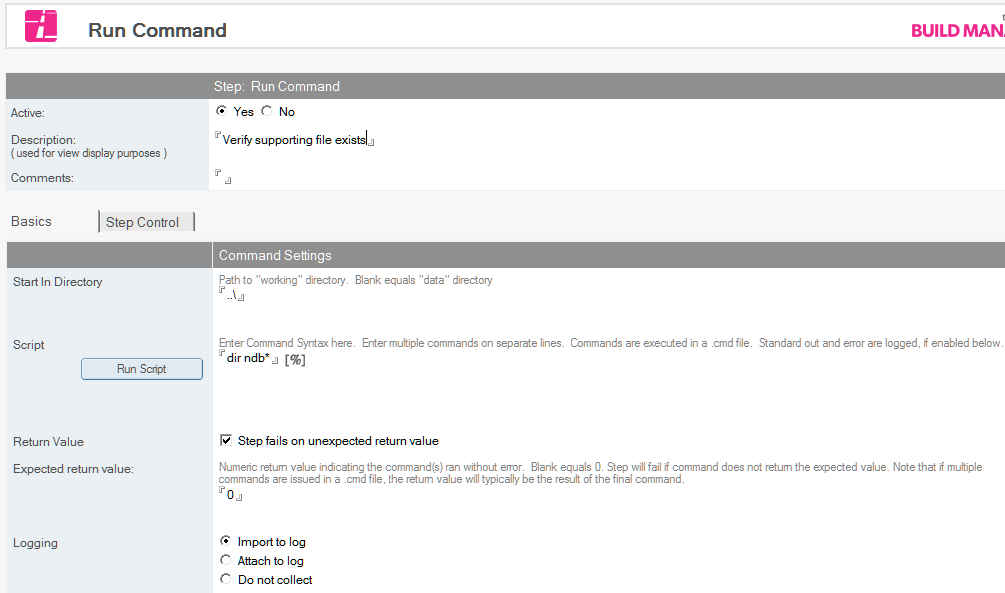 Run Command
BUILD MAN
Step: Run Command
Active:
Yes No
Description:
Verify supporting file exists
( used for view display purposes )
Comments:
Basics
Step Control
Command Settings
Start In Directory
Path to "working" directory. Blank equals "data" directory
..\
Script
Enter Command Syntax here. Enter multiple commands on separate lines. Commands are executed in a .cmd file. Standard out and error are logged, if enabled below.
dir ndb* [%]
Run Script
Return Value
Step fails on unexpected return value
Expected return value:
Numeric return value indicating the command(s) ran without error. Blank equals 0. Step will fail if command does not return the expected value. Note that if multiple
commands are issued in a .cmd file, the return value will typically be the result of the final command.
0
Logging
Import to log
Attach to log
Do not collect